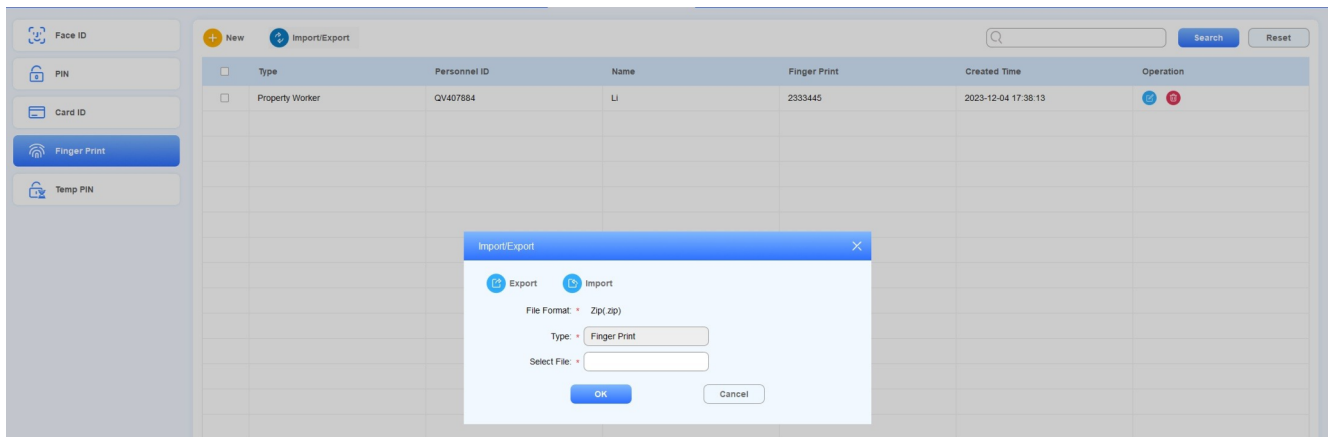 Face ID
PIN
Card ID
Finger Print
Temp PIN
New Import/Export Search Reset
Type Personnel ID Name Finger Print Created Time Operation
Property Worker QV407884 Li 2333445 2023-12-04 17:38:13
Import/Export
Export Import
File Format: * Zip(.zip)
Type: * Finger Print
Select File: *
OK Cancel